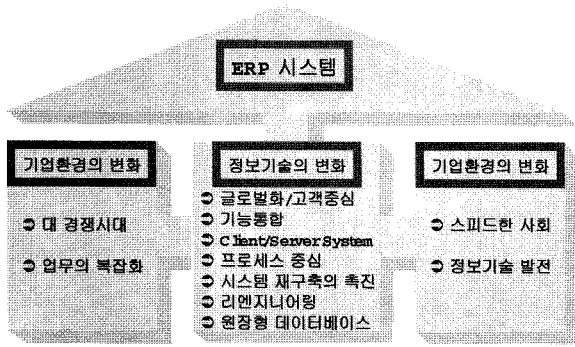 ERP 시스템
기업환경의 변화
➲ 대 경쟁시대
➲ 업무의 복잡화
정보기술의 변화
➲ 글로벌화/고객중심
➲ 기능통합
➲ Client/Server System
➲ 프로세스 중심
➲ 시스템 재구축의 촉진
➲ 리엔지니어링
➲ 원장형 데이터베이스
기업환경의 변화
➲ 스피드한 사회
➲ 정보기술 발전